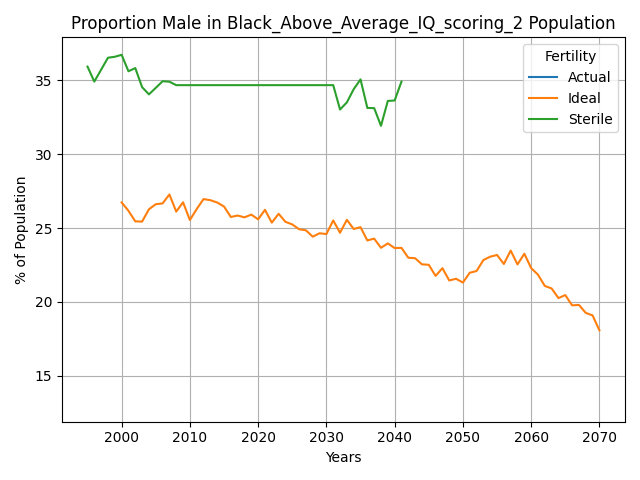 Proportion Male in Black_Above_Average_IQ_scoring_2 Population
Fertility
Actual
Ideal
Sterile
% of Population
35
30
25
20
15
2000 2010 2020 2030 2040 2050 2060 2070
Years